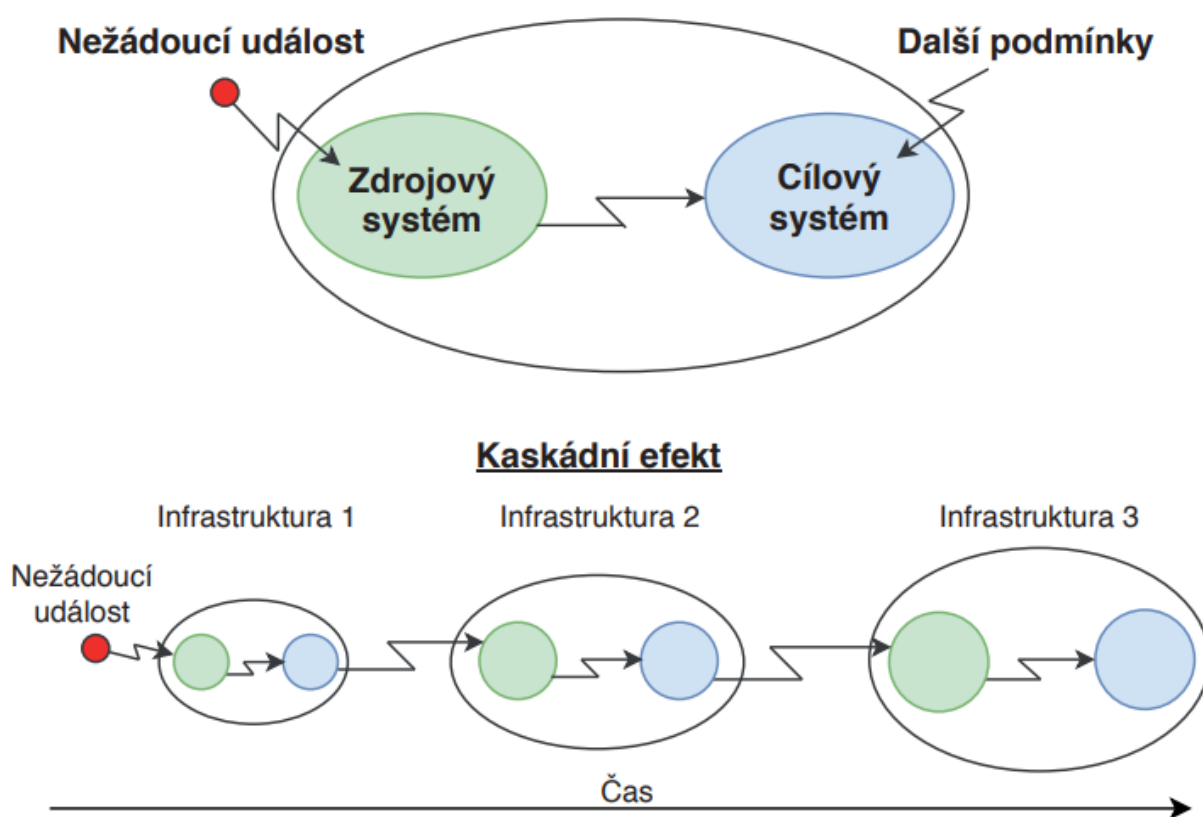 Nežádoucí událost
Další podmínky
Zdrojový
systém
Cílový
systém
Kaskádní efekt
Infrastruktura 1
Infrastruktura 2
Infrastruktura 3
Nežádoucí
událost
Čas